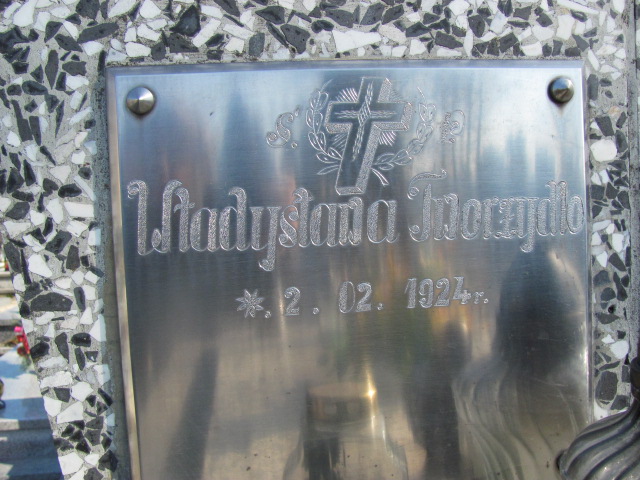 Ś. P.
Władysława Tworzydło
*. 2. 02. 1924 r.